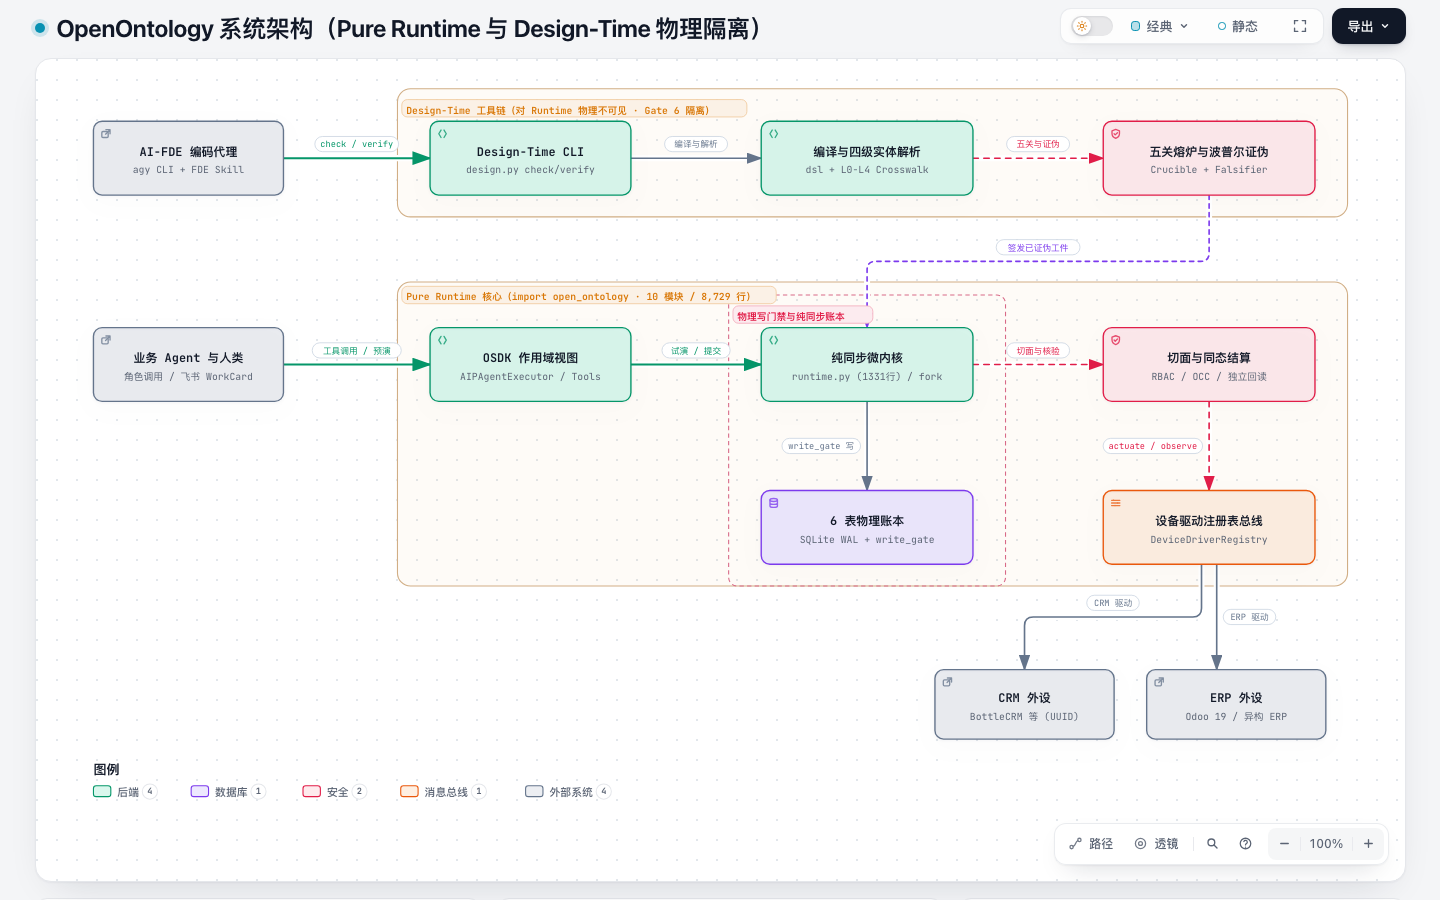 OpenOntology 系统架构（Pure Runtime 与 Design-Time 物理隔离）
经典
静态
导出
Design-Time 工具链（对 Runtime 物理不可见 · Gate 6 隔离）
AI-FDE 编码代理
agy CLI + FDE Skill
check / verify
Design-Time CLI
design.py check/verify
编译与解析
编译与四级实体解析
dsl + L0-L4 Crosswalk
五关与证伪
五关熔炉与波普尔证伪
Crucible + Falsifier
签发已证伪工件
Pure Runtime 核心（import open_ontology · 10 模块 / 8,729 行）
物理写门禁与纯同步账本
业务 Agent 与人类
角色调用 / 飞书 WorkCard
工具调用 / 预演
OSDK 作用域视图
AIPAgentExecutor / Tools
试演 / 提交
纯同步微内核
runtime.py (1331行) / fork
切面与核验
切面与同态结算
RBAC / OCC / 独立回读
write_gate 写
actuate / observe
6 表物理账本
SQLite WAL + write_gate
设备驱动注册表总线
DeviceDriverRegistry
CRM 驱动
ERP 驱动
CRM 外设
BottleCRM 等 (UUID)
ERP 外设
Odoo 19 / 异构 ERP
图例
后端 4
数据库 1
安全 2
消息总线 1
外部系统 4
路径
透镜
100%